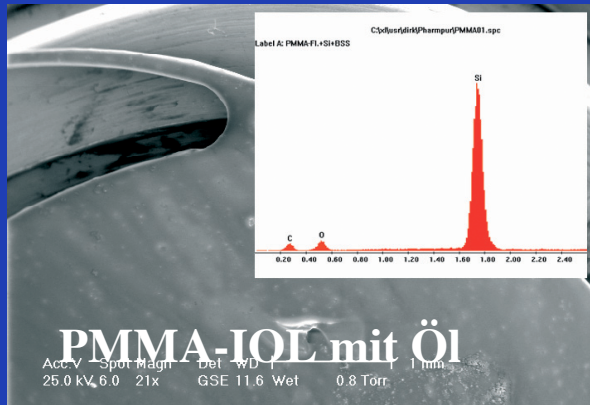 C:\xl\usr\dirk\Pharmpur\PMMA01.spc
Label A: PMMA-Fl.+Si+BSS
Si
C
O
0.20 0.40 0.60 0.80 1.00 1.20 1.40 1.60 1.80 2.00 2.20 2.40
PMMA-IOL mit Öl
Acc.V Spot Magn Det WD 1 mm
25.0 kV 6.0 21x GSE 11.6 Wet 0.8 Torr